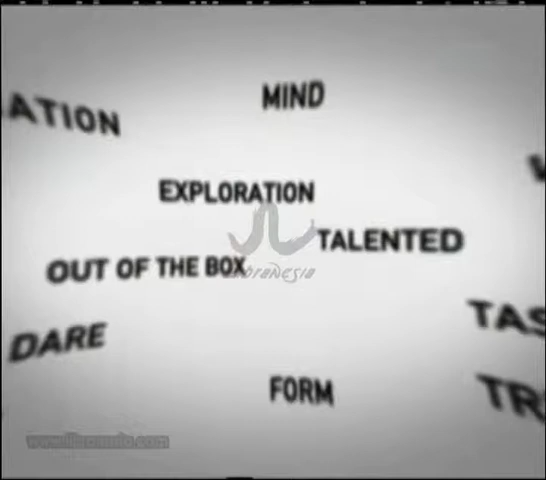 MIND
ATION
EXPLORATION
TALENTED
OUT OF THE BOX
TAS
DARE
FORM
TR